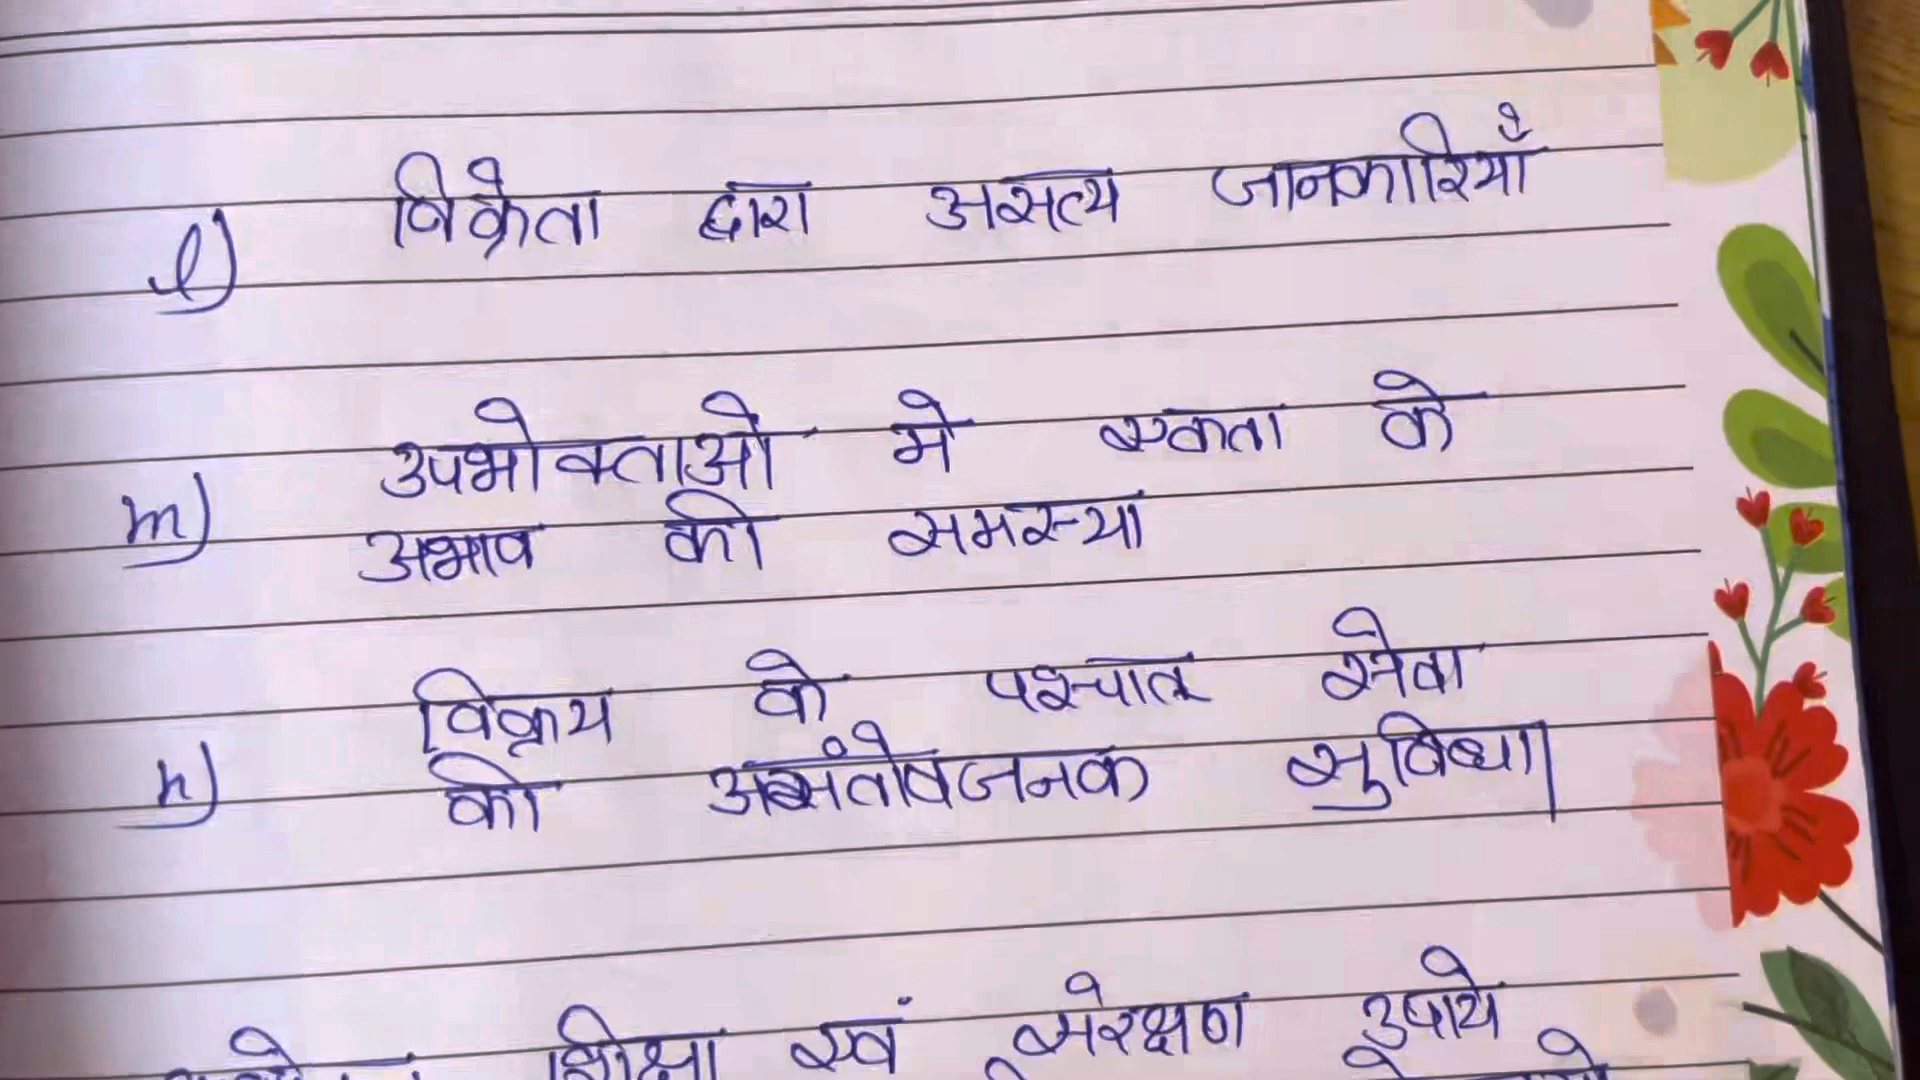 l) विक्रेता द्वारा असत्य जानकारियाँ
m) उपभोक्ताओ मे एकता के
अभाव की समस्या
n) विक्रय के पश्चात सेवा
की असंतोषजनक सुविधा।
शिक्षा एवं संरक्षण उपाये